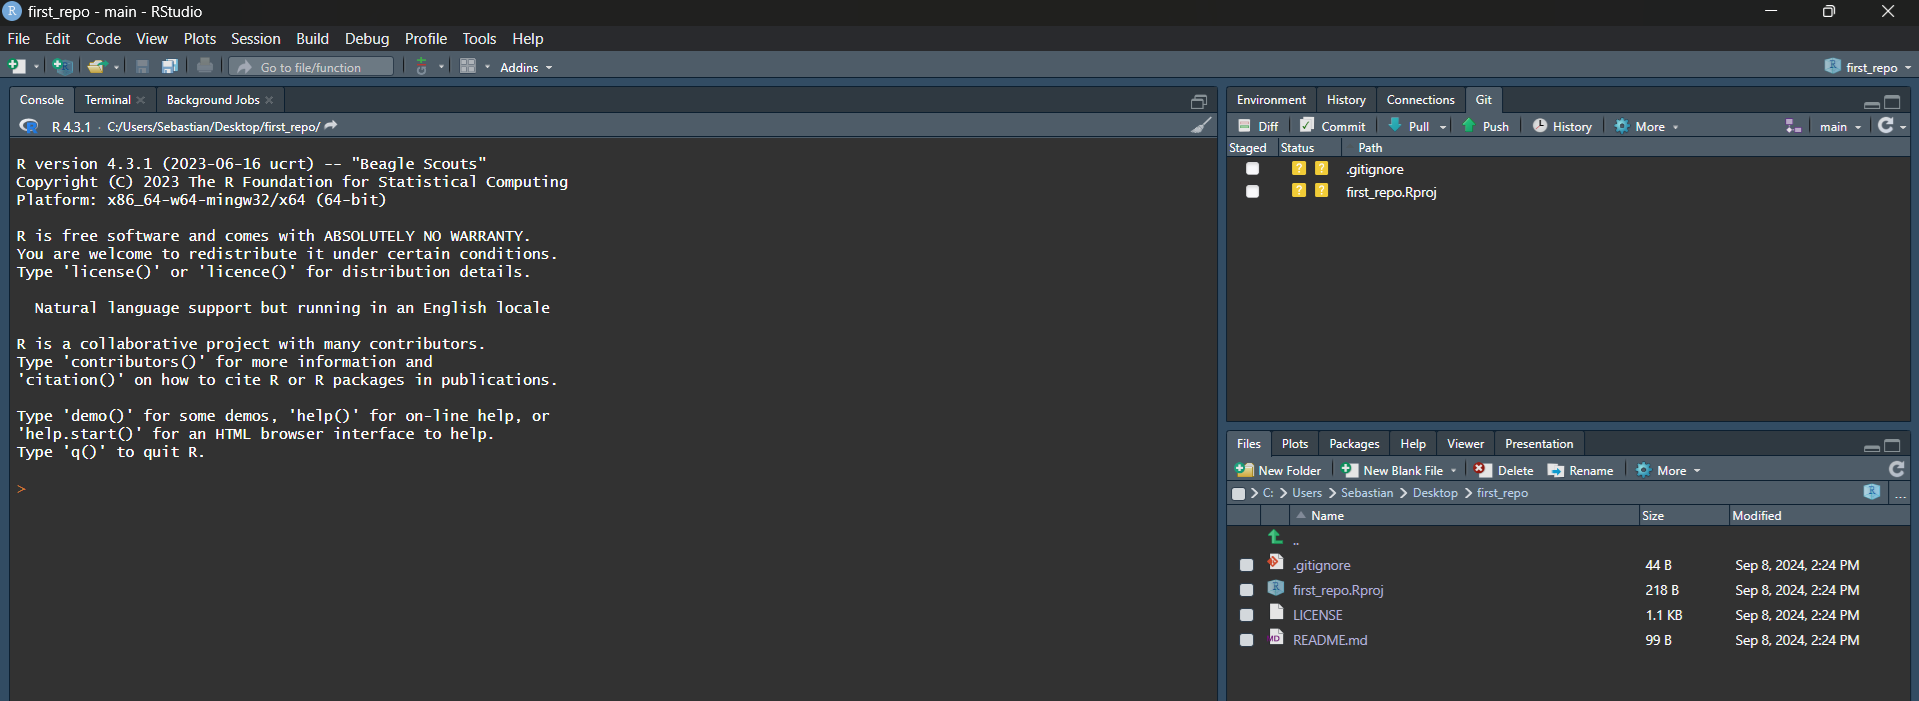 first_repo - main - RStudio
File Edit Code View Plots Session Build Debug Profile Tools Help
Go to file/function Addins first_repo
Console Terminal Background Jobs
R 4.3.1 · C:/Users/Sebastian/Desktop/first_repo/
R version 4.3.1 (2023-06-16 ucrt) -- "Beagle Scouts"
Copyright (C) 2023 The R Foundation for Statistical Computing
Platform: x86_64-w64-mingw32/x64 (64-bit)
R is free software and comes with ABSOLUTELY NO WARRANTY.
You are welcome to redistribute it under certain conditions.
Type 'license()' or 'licence()' for distribution details.
Natural language support but running in an English locale
R is a collaborative project with many contributors.
Type 'contributors()' for more information and
'citation()' on how to cite R or R packages in publications.
Type 'demo()' for some demos, 'help()' for on-line help, or
'help.start()' for an HTML browser interface to help.
Type 'q()' to quit R.
>
Environment History Connections Git
Diff Commit Pull Push History More main
Staged Status Path
? ? .gitignore
? ? first_repo.Rproj
Files Plots Packages Help Viewer Presentation
New Folder New Blank File Delete Rename More
C: > Users > Sebastian > Desktop > first_repo ...
Name Size Modified
..
.gitignore 44 B Sep 8, 2024, 2:24 PM
first_repo.Rproj 218 B Sep 8, 2024, 2:24 PM
LICENSE 1.1 KB Sep 8, 2024, 2:24 PM
README.md 99 B Sep 8, 2024, 2:24 PM